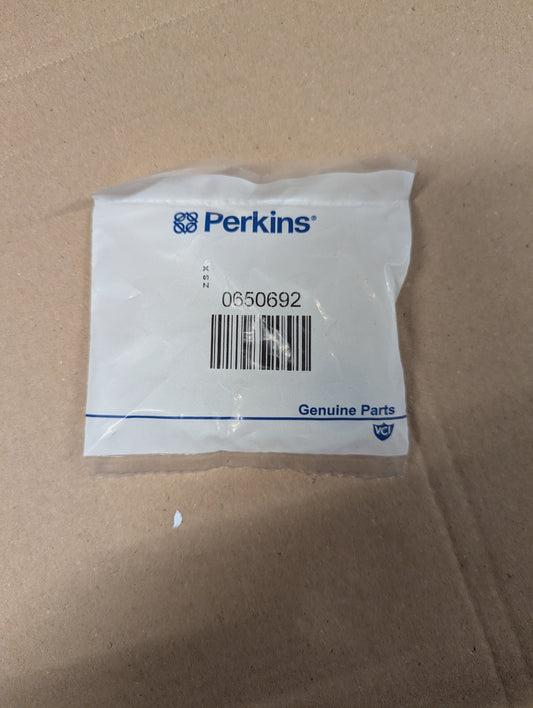 Perkins®
ZSX
0650692
Genuine Parts
VCI